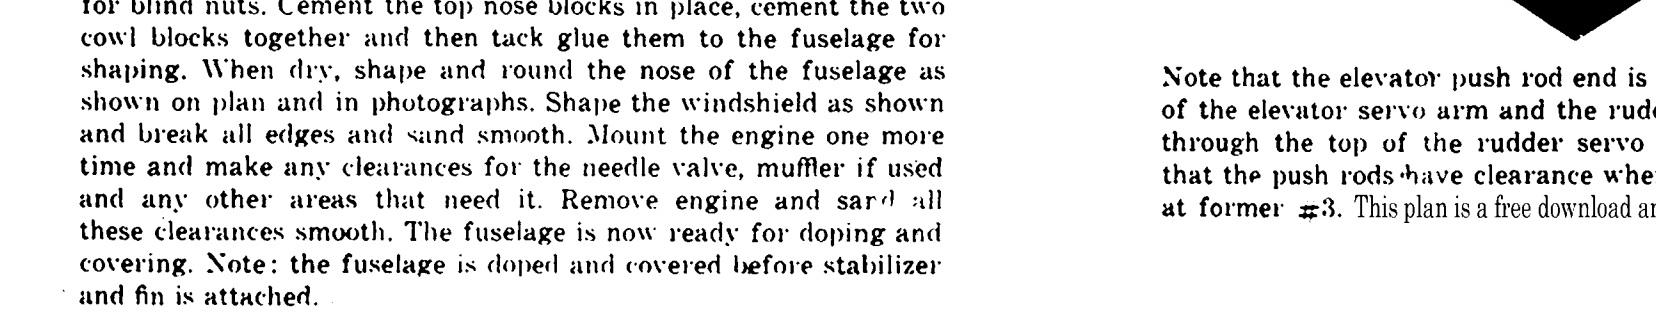 for blind nuts. Cement the top nose blocks in place, cement the two
cowl blocks together and then tack glue them to the fuselage for
shaping. When dry, shape and round the nose of the fuselage as
shown on plan and in photographs. Shape the windshield as shown
and break all edges and sand smooth. Mount the engine one more
time and make any clearances for the needle valve, muffler if used
and any other areas that need it. Remove engine and sand all
these clearances smooth. The fuselage is now ready for doping and
covering. Note: the fuselage is doped and covered before stabilizer
and fin is attached.
Note that the elevator push rod end is
of the elevator servo arm and the
through the top of the rudder servo
that the push rods have clearance
at former #3. This plan is a free download